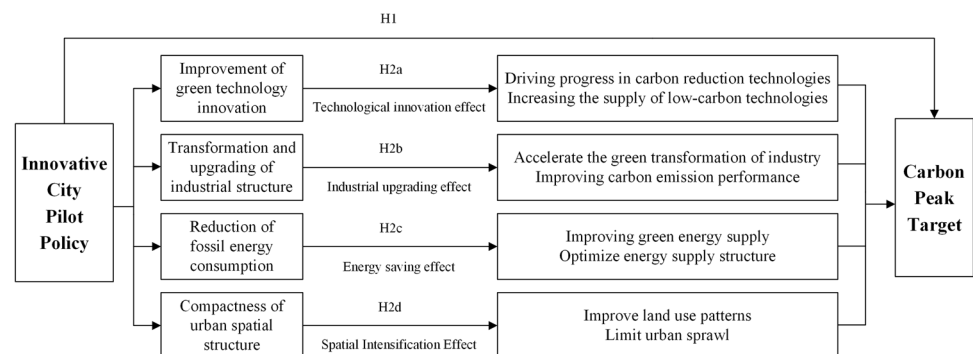 H1
Innovative
City
Pilot
Policy
Improvement of
green technology
innovation
H2a
Technological innovation effect
Driving progress in carbon reduction technologies
Increasing the supply of low-carbon technologies
Transformation and
upgrading of
industrial structure
H2b
Industrial upgrading effect
Accelerate the green transformation of industry
Improving carbon emission performance
Reduction of
fossil energy
consumption
H2c
Energy saving effect
Improving green energy supply
Optimize energy supply structure
Compactness of
urban spatial
structure
H2d
Spatial Intensification Effect
Improve land use patterns
Limit urban sprawl
Carbon
Peak
Target